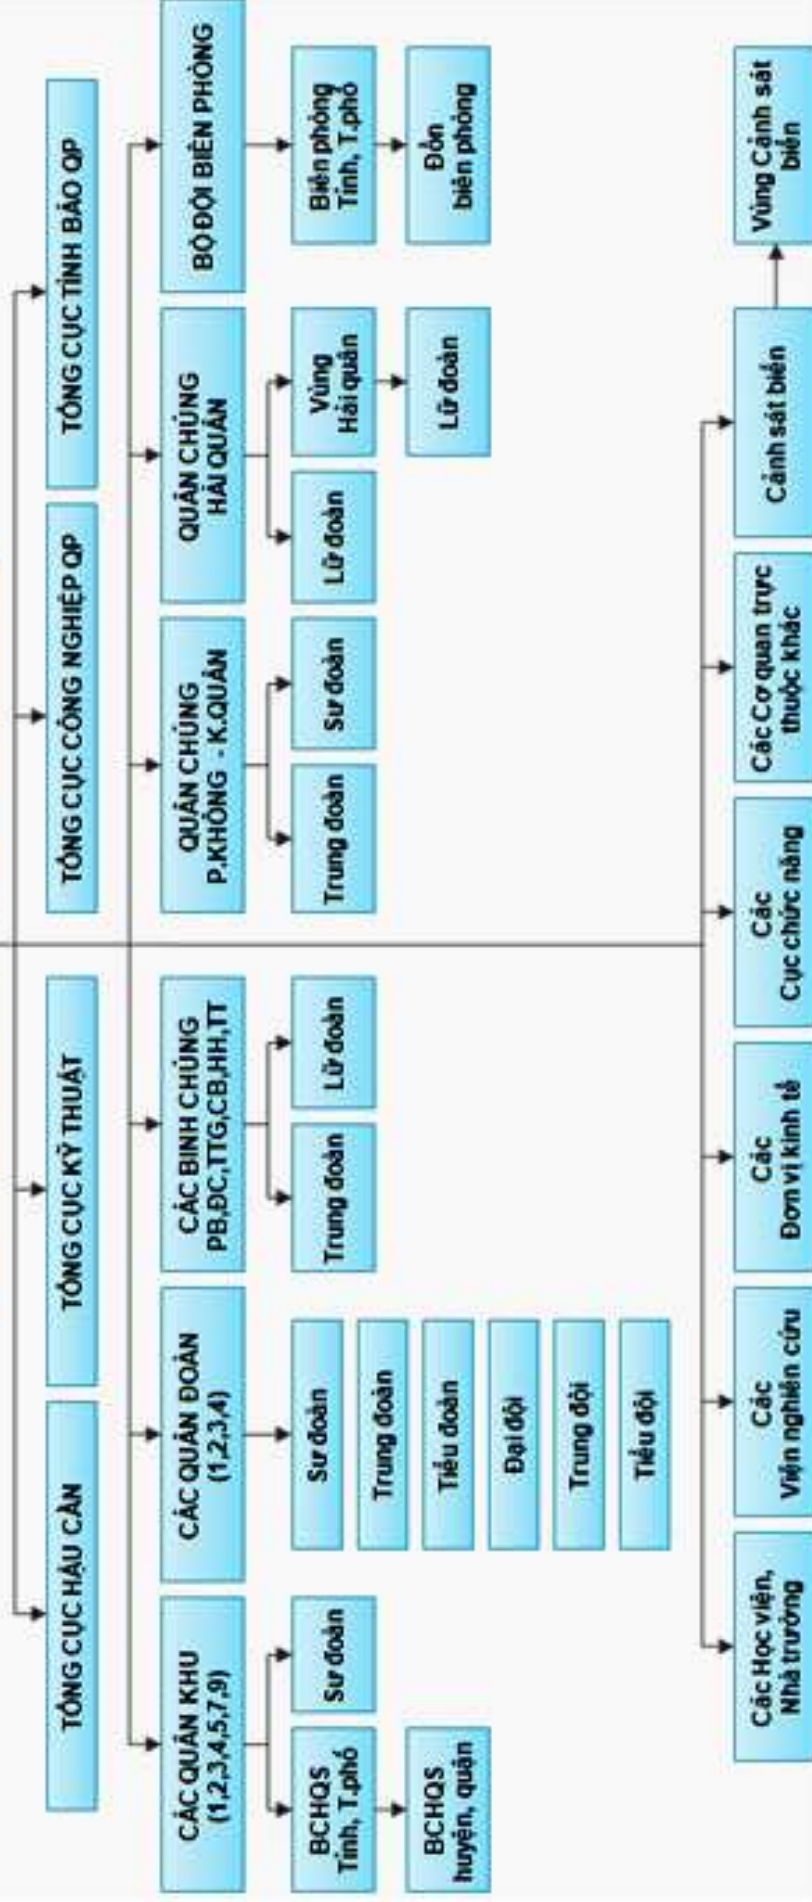 TỔNG CỤC HẬU CẦN
TỔNG CỤC KỸ THUẬT
TỔNG CỤC CÔNG NGHIỆP QP
TỔNG CỤC TÌNH BÁO QP
CÁC QUÂN KHU
(1,2,3,4,5,7,9)
CÁC QUÂN ĐOÀN
(1,2,3,4)
CÁC BINH CHỦNG
PB,ĐC,TTG,CB,HH,TT
QUÂN CHỦNG
P.KHÔNG - K.QUÂN
QUÂN CHỦNG
HẢI QUÂN
BỘ ĐỘI BIÊN PHÒNG
BCHQS
Tỉnh, T.phố
Sư đoàn
BCHQS
huyện, quận
Sư đoàn
Trung đoàn
Tiểu đoàn
Đại đội
Trung đội
Tiểu đội
Trung đoàn
Lữ đoàn
Trung đoàn
Sư đoàn
Lữ đoàn
Vùng
Hải quân
Lữ đoàn
Biên phòng
Tỉnh, T.phố
Đồn
biên phòng
Các Học viện,
Nhà trường
Các
Viện nghiên cứu
Các
Đơn vị kinh tế
Các
Cục chức năng
Các Cơ quan trực
thuộc khác
Cảnh sát biển
Vùng Cảnh sát
biển